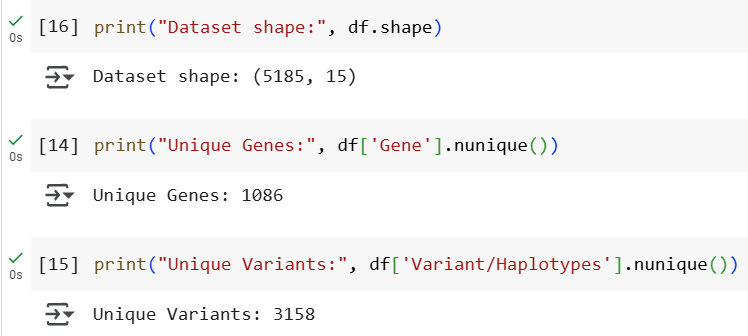 [16] print("Dataset shape:", df.shape)
0s
Dataset shape: (5185, 15)
[14] print("Unique Genes:", df['Gene'].nunique())
0s
Unique Genes: 1086
[15] print("Unique Variants:", df['Variant/Haplotypes'].nunique())
0s
Unique Variants: 3158